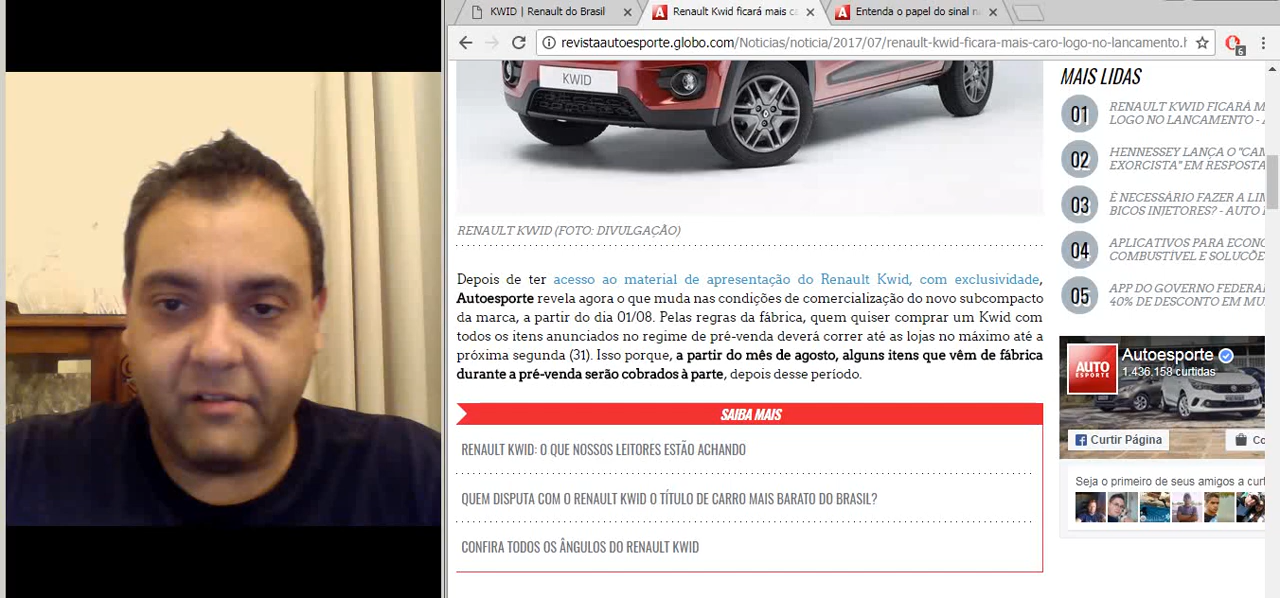 KWID | Renault do Brasil
Renault Kwid ficará mais c
Entenda o papel do sinal n
revistaautoesporte.globo.com/Noticias/noticia/2017/07/renault-kwid-ficara-mais-caro-logo-no-lancamento.h
6
KWID
RENAULT KWID (FOTO: DIVULGAÇÃO)
Depois de ter acesso ao material de apresentação do Renault Kwid, com exclusividade,
Autoesporte revela agora o que muda nas condições de comercialização do novo subcompacto
da marca, a partir do dia 01/08. Pelas regras da fábrica, quem quiser comprar um Kwid com
todos os itens anunciados no regime de pré-venda deverá correr até as lojas no máximo até a
próxima segunda (31). Isso porque, a partir do mês de agosto, alguns itens que vêm de fábrica
durante a pré-venda serão cobrados à parte, depois desse período.
SAIBA MAIS
RENAULT KWID: O QUE NOSSOS LEITORES ESTÃO ACHANDO
QUEM DISPUTA COM O RENAULT KWID O TÍTULO DE CARRO MAIS BARATO DO BRASIL?
CONFIRA TODOS OS ÂNGULOS DO RENAULT KWID
MAIS LIDAS
01
RENAULT KWID FICARÁ M
LOGO NO LANCAMENTO - A
02
HENNESSEY LANÇA O "CA
EXORCISTA" EM RESPOSTA
03
É NECESSÁRIO FAZER A LIM
BICOS INJETORES? - AUTO
04
APLICATIVOS PARA ECONO
COMBUSTÍVEL E SOLUÇÕE
05
APP DO GOVERNO FEDERA
40% DE DESCONTO EM MU
AUTO
ESPORTE
Autoesporte
1.436.158 curtidas
Curtir Página
Co
Seja o primeiro de seus amigos a curt